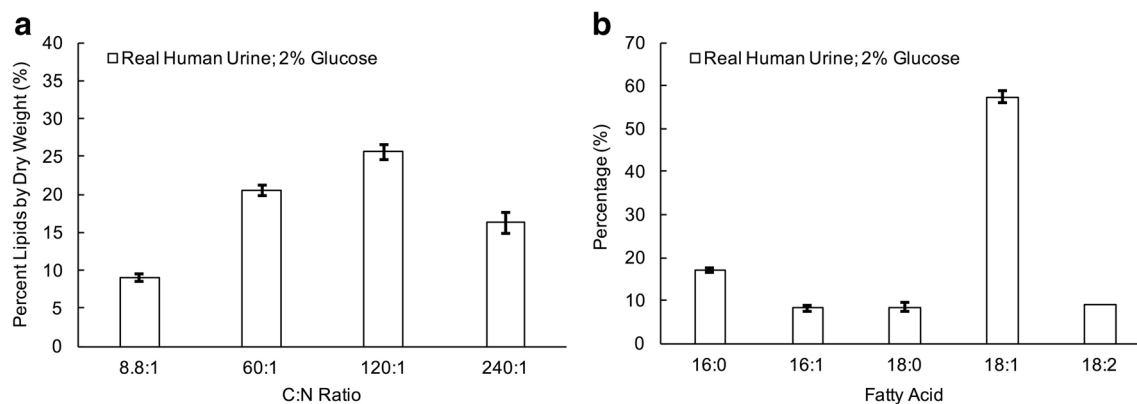 a
Real Human Urine; 2% Glucose
Percent Lipids by Dry Weight (%)
40
35
30
25
20
15
10
5
0
8.8:1 60:1 120:1 240:1
C:N Ratio
b
Real Human Urine; 2% Glucose
Percentage (%)
70
60
50
40
30
20
10
0
16:0 16:1 18:0 18:1 18:2
Fatty Acid